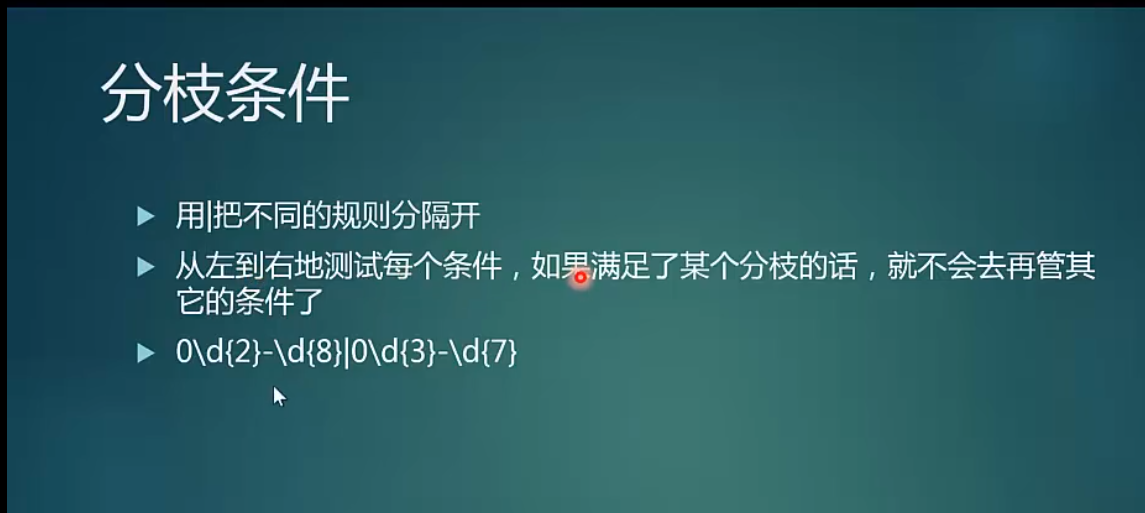 分枝条件
用|把不同的规则分隔开
从左到右地测试每个条件，如果满足了某个分枝的话，就不会去再管其
它的条件了
0\d{2}-\d{8}|0\d{3}-\d{7}